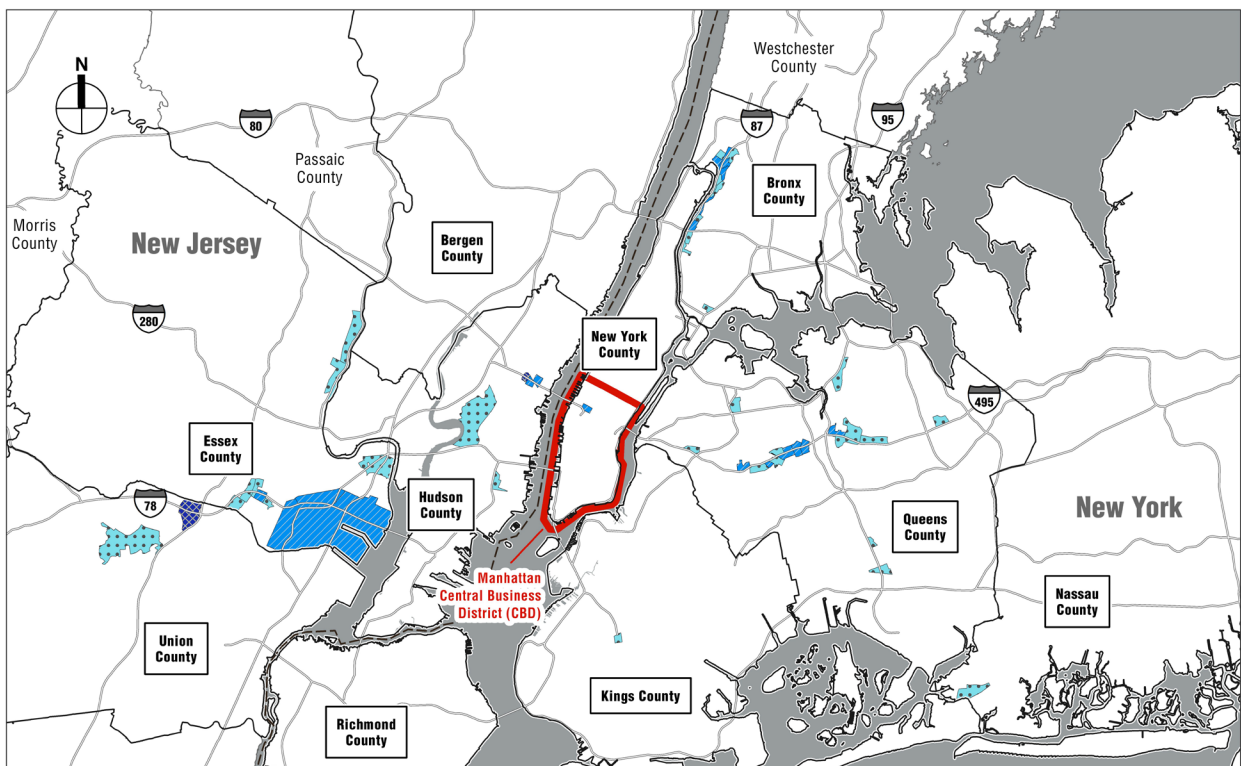 N
Westchester
County
80
87
95
Passaic
County
Bronx
County
Morris
County
New Jersey
Bergen
County
280
New York
County
495
Essex
County
78
Hudson
County
Queens
County
New York
Manhattan
Central Business
District (CBD)
Nassau
County
Union
County
Kings County
Richmond
County